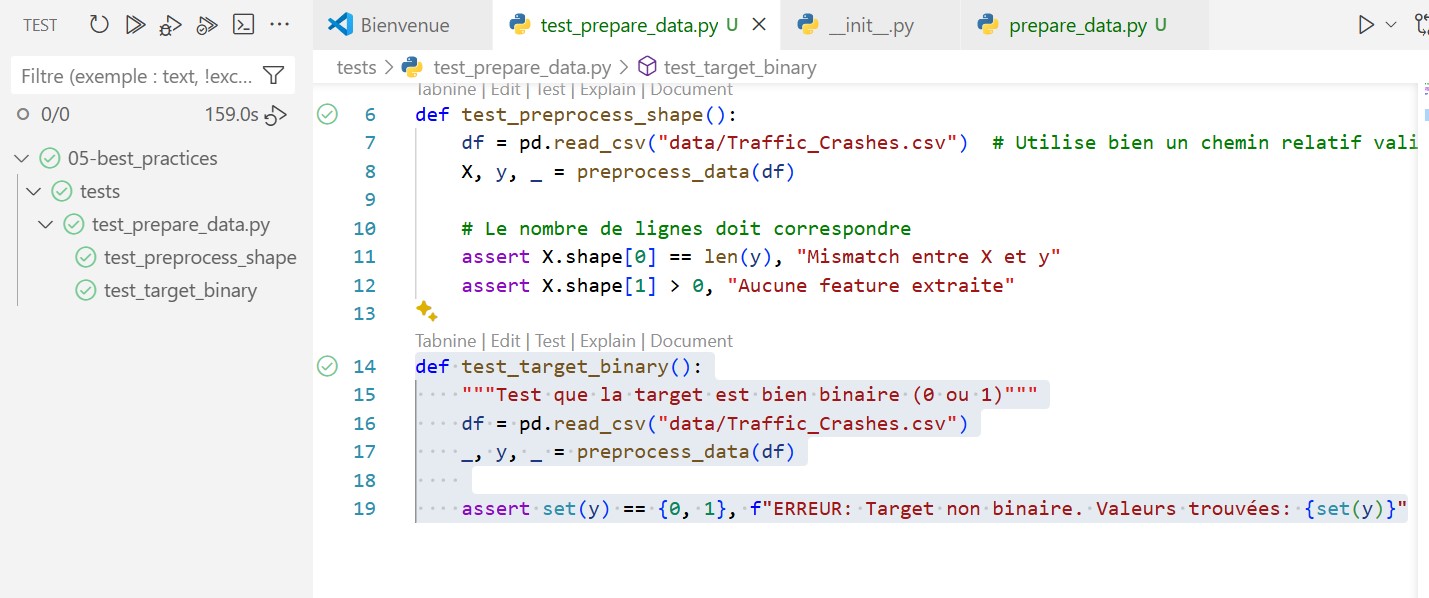 TEST
Bienvenue
test_prepare_data.py U
__init__.py
prepare_data.py U
Filtre (exemple : text, !exc...
0/0 159.0s
05-best_practices
tests
test_prepare_data.py
test_preprocess_shape
test_target_binary
tests > test_prepare_data.py > test_target_binary
Tabnine | Edit | Test | Explain | Document
6 def test_preprocess_shape():
7 df = pd.read_csv("data/Traffic_Crashes.csv") # Utilise bien un chemin relatif vali
8 X, y, _ = preprocess_data(df)
9
10 # Le nombre de lignes doit correspondre
11 assert X.shape[0] == len(y), "Mismatch entre X et y"
12 assert X.shape[1] > 0, "Aucune feature extraite"
13
Tabnine | Edit | Test | Explain | Document
14 def test_target_binary():
15 """Test que la target est bien binaire (0 ou 1)"""
16 df = pd.read_csv("data/Traffic_Crashes.csv")
17 _, y, _ = preprocess_data(df)
18
19 assert set(y) == {0, 1}, f"ERREUR: Target non binaire. Valeurs trouvées: {set(y)}"